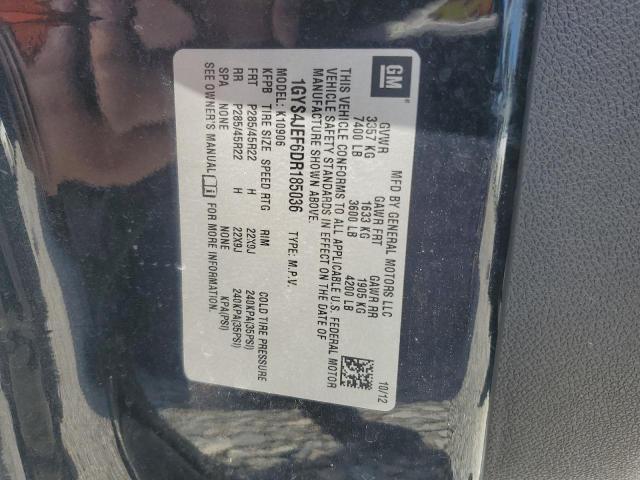 GM
MFD BY GENERAL MOTORS LLC 10/12
GVWR GAWR FRT GAWR RR
3357 KG 1633 KG 1905 KG
7400 LB 3600 LB 4200 LB
THIS VEHICLE CONFORMS TO ALL APPLICABLE U.S. FEDERAL MOTOR
VEHICLE SAFETY STANDARDS IN EFFECT ON THE DATE OF
MANUFACTURE SHOWN ABOVE.
1GYS4JEF6DR185036 TYPE: M.P.V.
MODEL: K10906
KFPB TIRE SIZE SPEED RTG RIM COLD TIRE PRESSURE
FRT P285/45R22 H 22X9J 240KPA(35PSI)
RR P285/45R22 H 22X9J 240KPA(35PSI)
SPA NONE NONE KPA(PSI)
SEE OWNER'S MANUAL i FOR MORE INFORMATION.